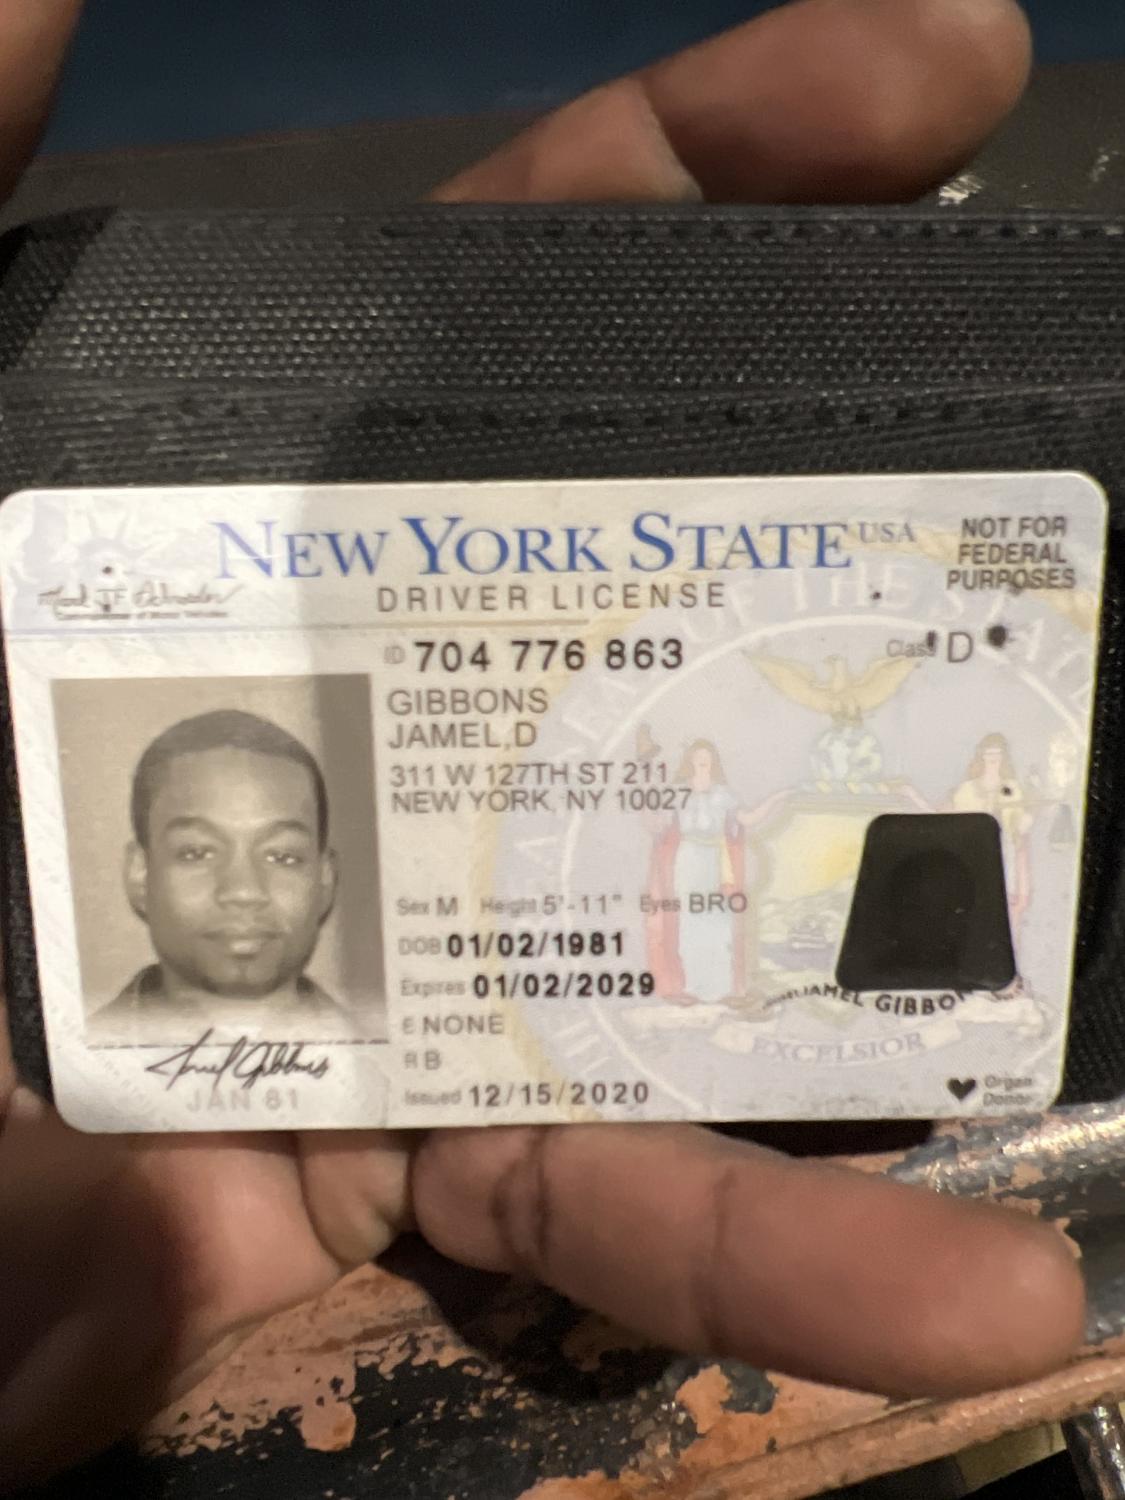 NEW YORK STATE USA
DRIVER LICENSE
NOT FOR
FEDERAL
PURPOSES
ID 704 776 863
Class D
GIBBONS
JAMEL,D
311 W 127TH ST 211
NEW YORK, NY 10027
Sex M Height 5'-11" Eyes BRO
DOB 01/02/1981
Expires 01/02/2029
E NONE
R B
Issued 12/15/2020
JAN 81
EXCELSIOR
Organ
Donor